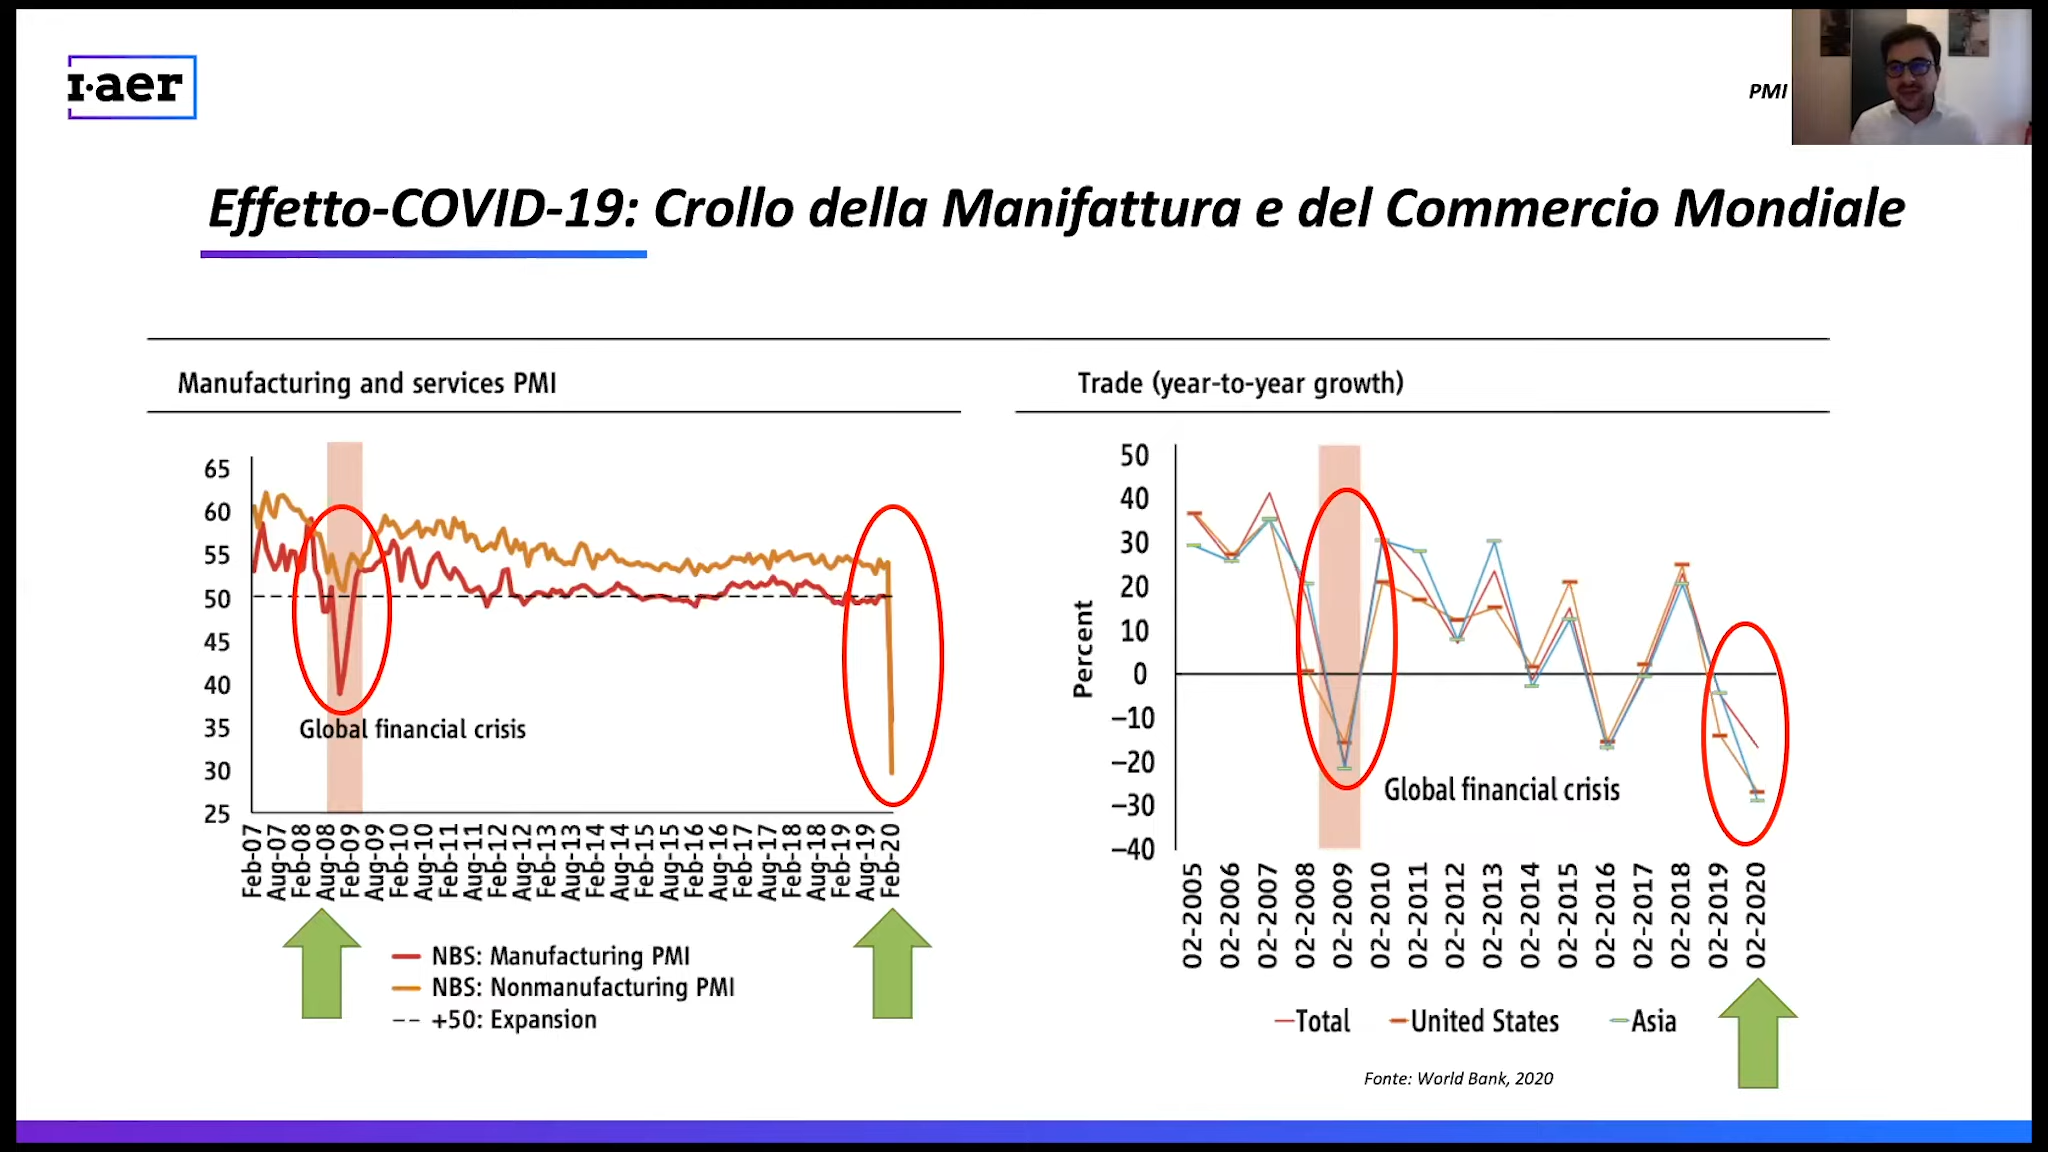 ı·aer
PMI
Effetto-COVID-19: Crollo della Manifattura e del Commercio Mondiale
Manufacturing and services PMI
65
60
55
50
45
40
35
30
25
Global financial crisis
Feb-07
Aug-07
Feb-08
Aug-08
Feb-09
Aug-09
Feb-10
Aug-10
Feb-11
Aug-11
Feb-12
Aug-12
Feb-13
Aug-13
Feb-14
Aug-14
Feb-15
Aug-15
Feb-16
Aug-16
Feb-17
Aug-17
Feb-18
Aug-18
Feb-19
Aug-19
Feb-20
NBS: Manufacturing PMI
NBS: Nonmanufacturing PMI
+50: Expansion
Trade (year-to-year growth)
Percent
50
40
30
20
10
0
–10
–20
–30
–40
Global financial crisis
02-2005
02-2006
02-2007
02-2008
02-2009
02-2010
02-2011
02-2012
02-2013
02-2014
02-2015
02-2016
02-2017
02-2018
02-2019
02-2020
Total United States Asia
Fonte: World Bank, 2020